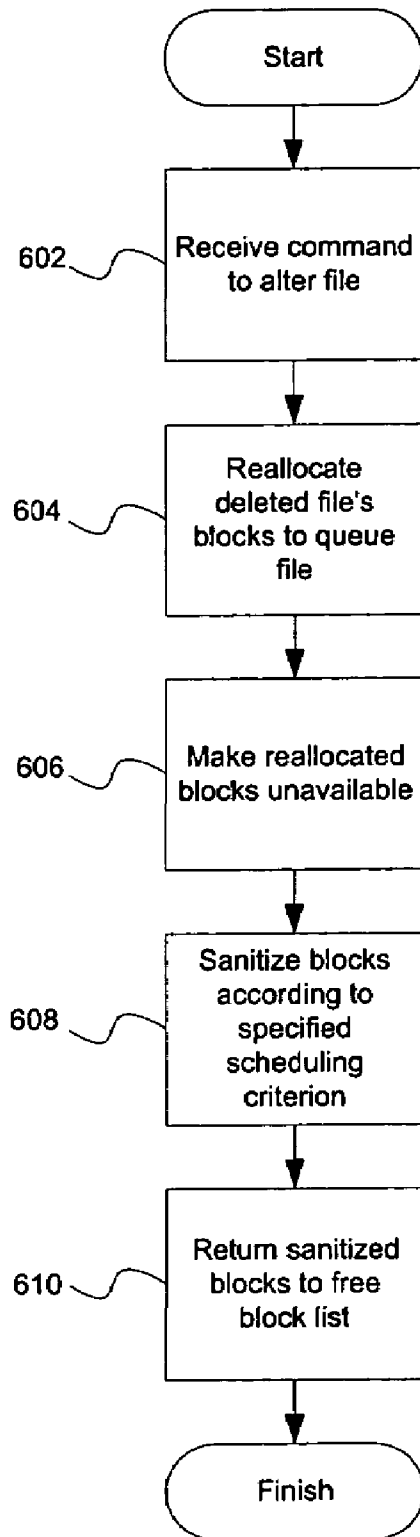 Start
602
Receive command
to alter file
604
Reallocate
deleted file's
blocks to queue
file
606
Make reallocated
blocks unavailable
608
Sanitize blocks
according to
specified
scheduling
criterion
610
Return sanitized
blocks to free
block list
Finish